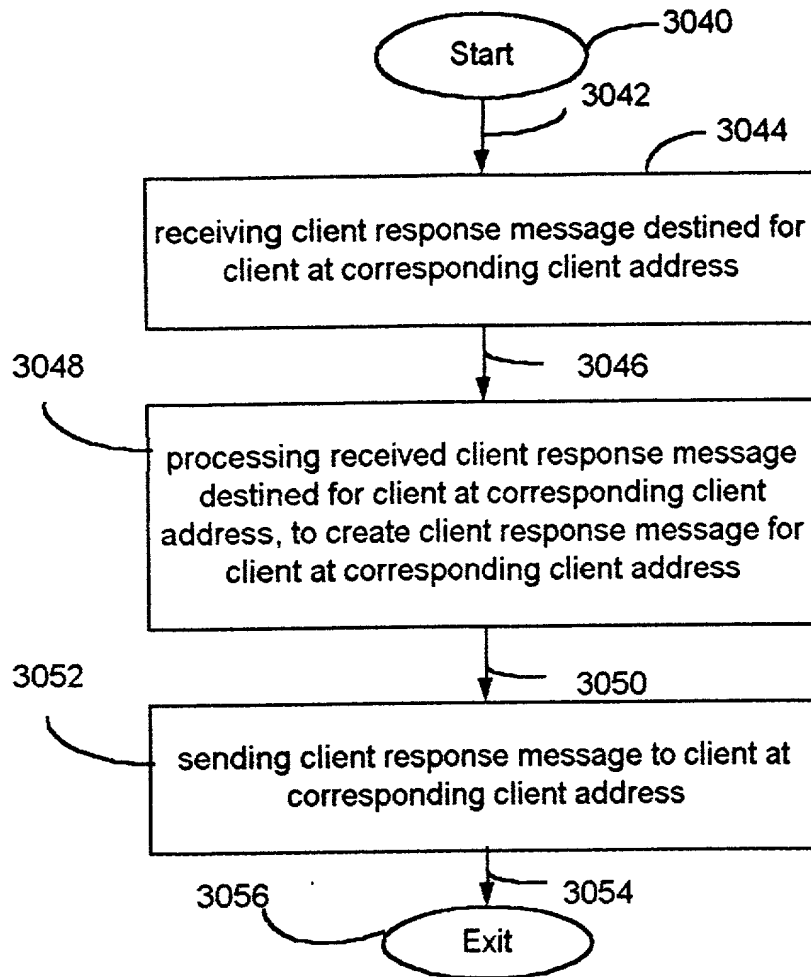 Start
3040
3042
3044
receiving client response message destined for
client at corresponding client address
3046
3048
processing received client response message
destined for client at corresponding client
address, to create client response message for
client at corresponding client address
3050
3052
sending client response message to client at
corresponding client address
3054
3056
Exit